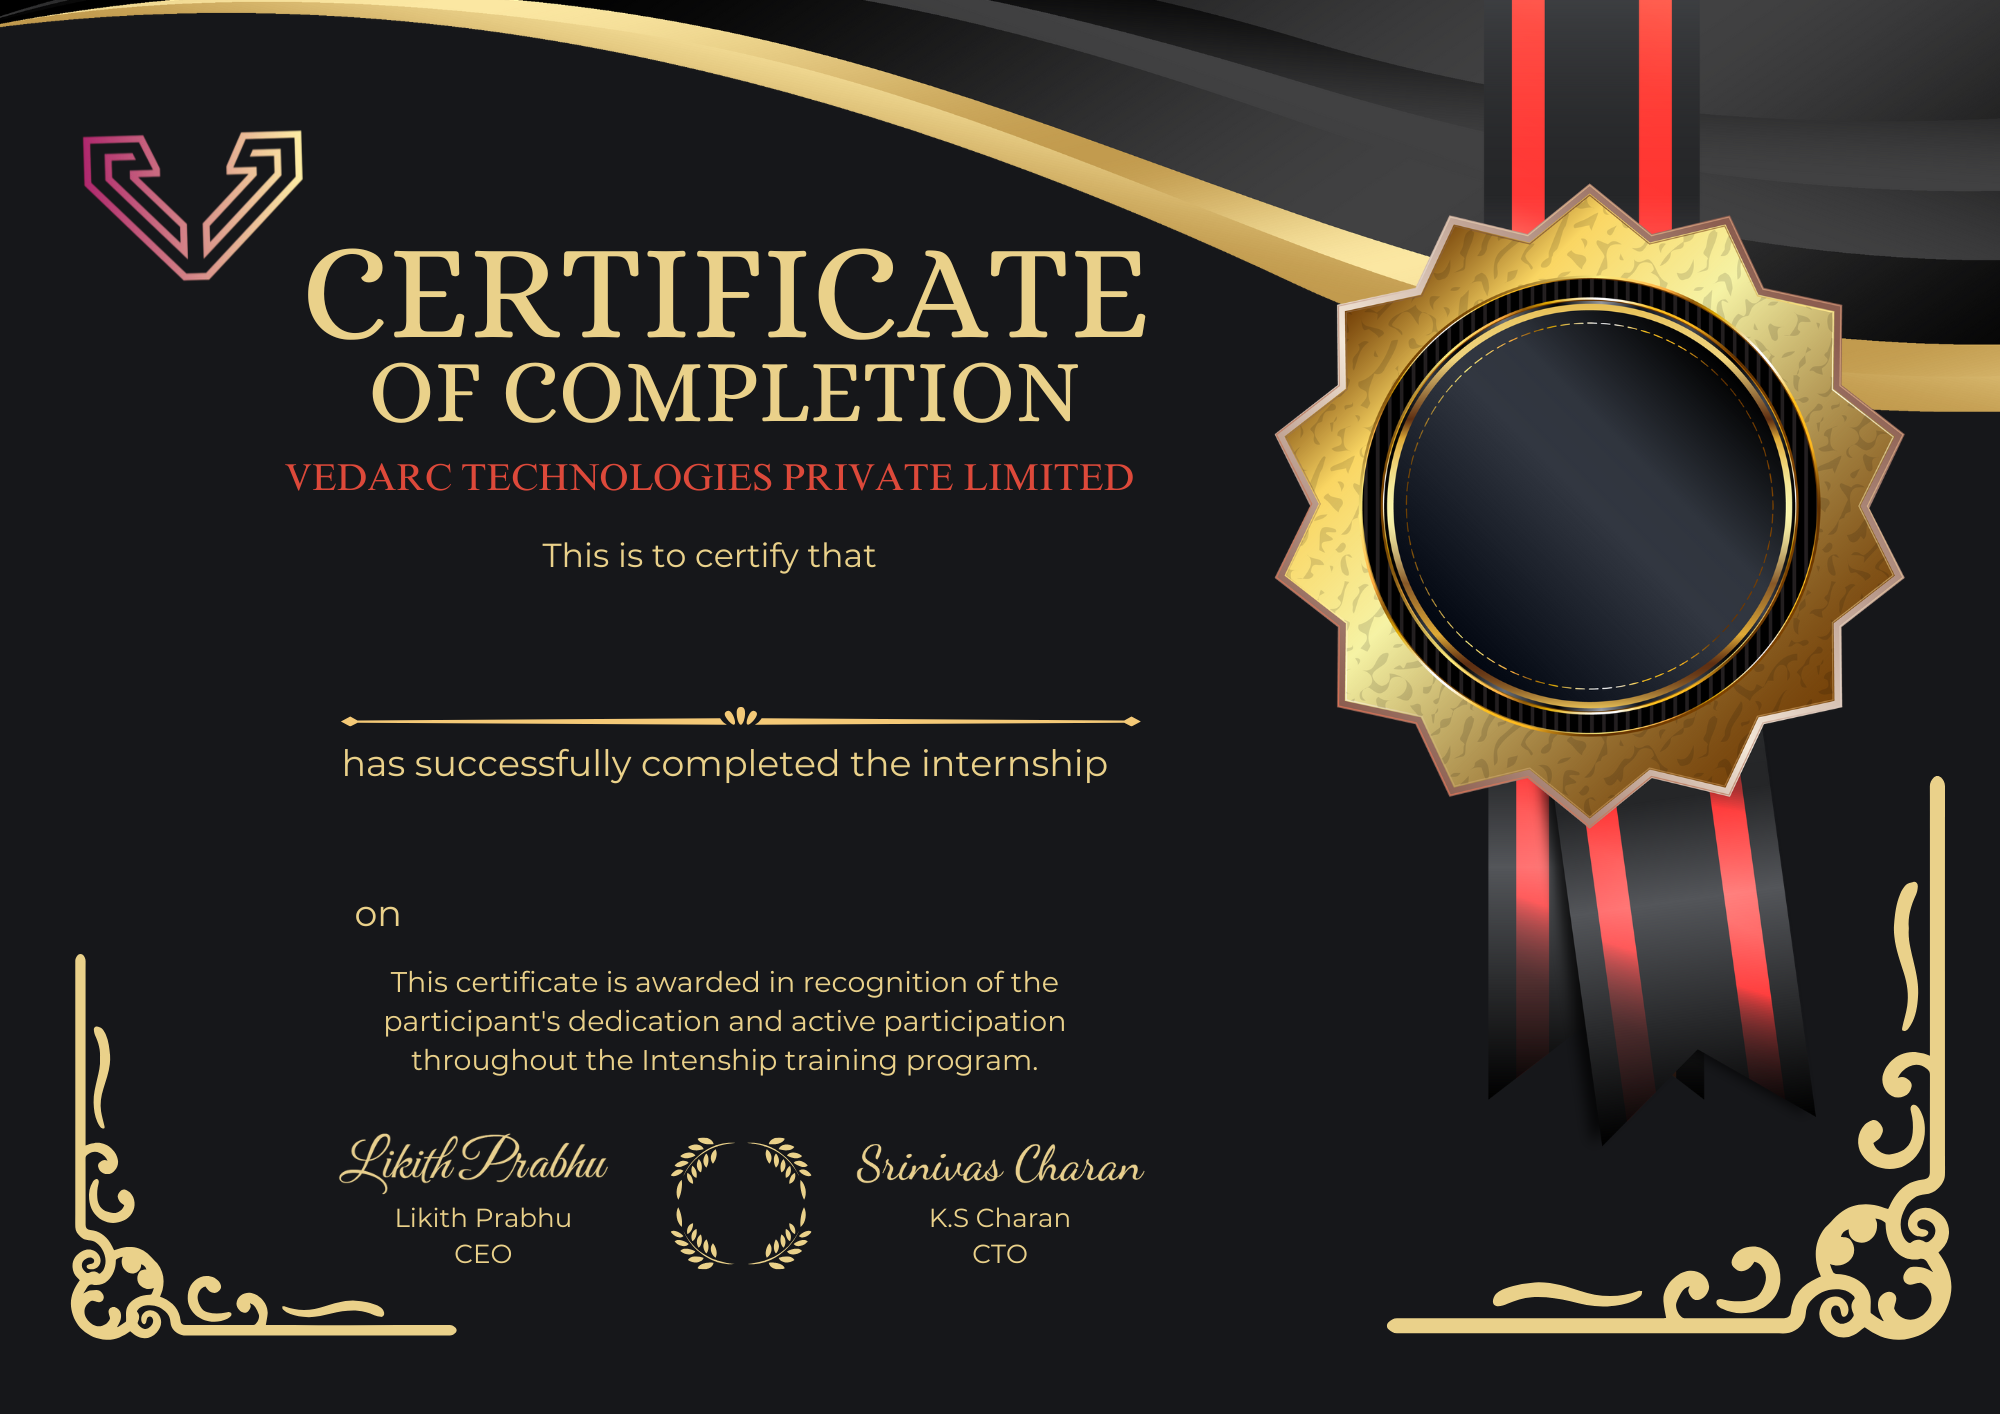 CERTIFICATE
OF COMPLETION
VEDARC TECHNOLOGIES PRIVATE LIMITED
This is to certify that
has successfully completed the internship
on
This certificate is awarded in recognition of the
participant's dedication and active participation
throughout the Intenship training program.
Likith Prabhu
Srinivas Charan
Likith Prabhu
K.S Charan
CEO
CTO